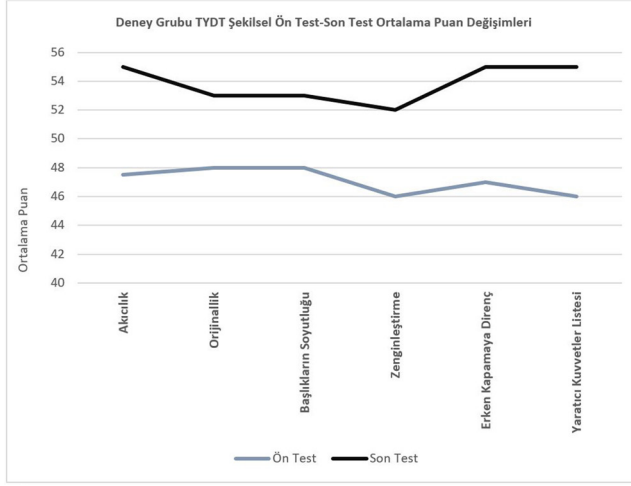 Deney Grubu TYDT Şekilsel Ön Test-Son Test Ortalama Puan Değişimleri
Ortalama Puan
56
54
52
50
48
46
44
42
40
Akıcılık
Orijinallik
Başlıkların Soyutluğu
Zenginleştirme
Erken Kapamaya Direnç
Yaratıcı Kuvvetler Listesi
Ön Test
Son Test